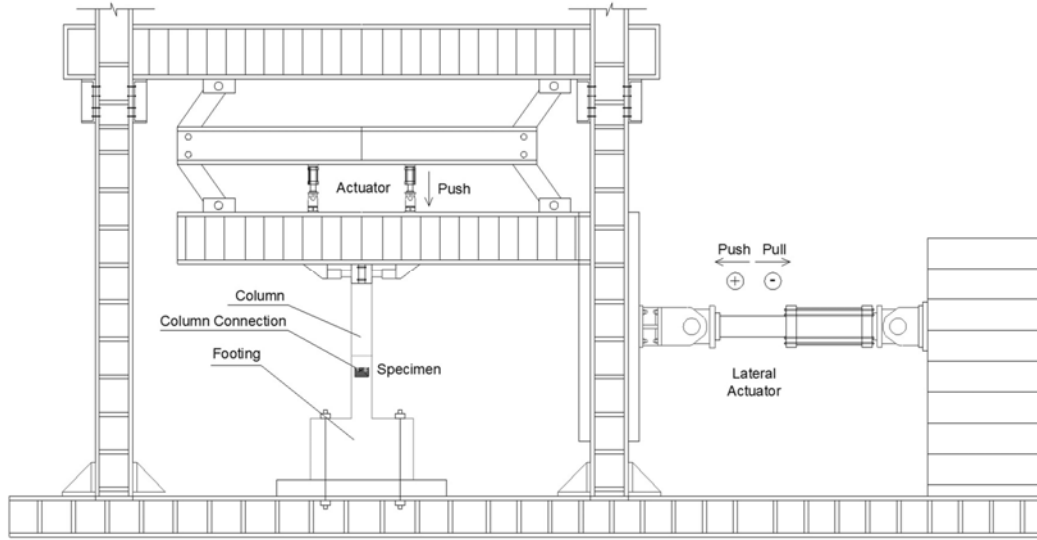 Actuator
Push
Push Pull
+ -
Column
Column Connection
Footing
Specimen
Lateral
Actuator